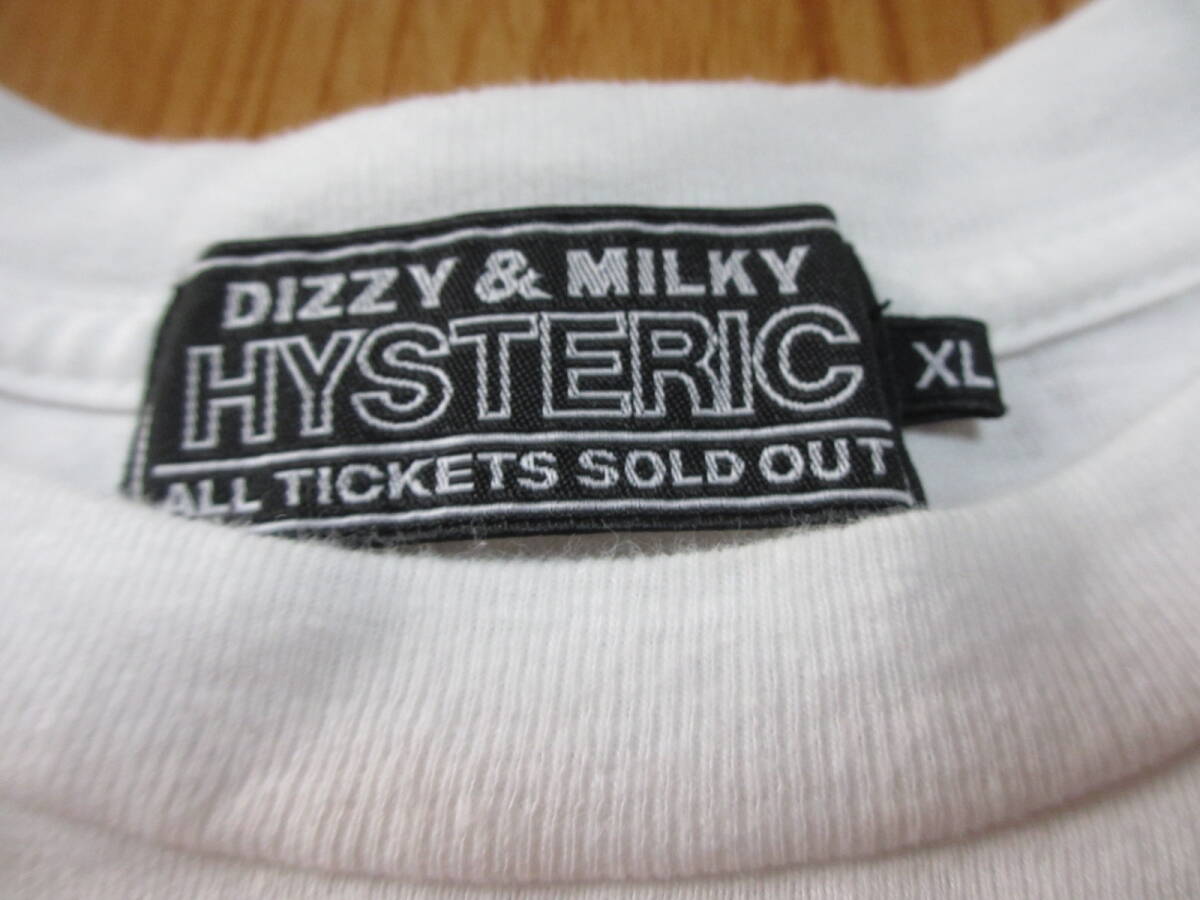 DIZZY & MILKY
HYSTERIC
ALL TICKETS SOLD OUT
XL